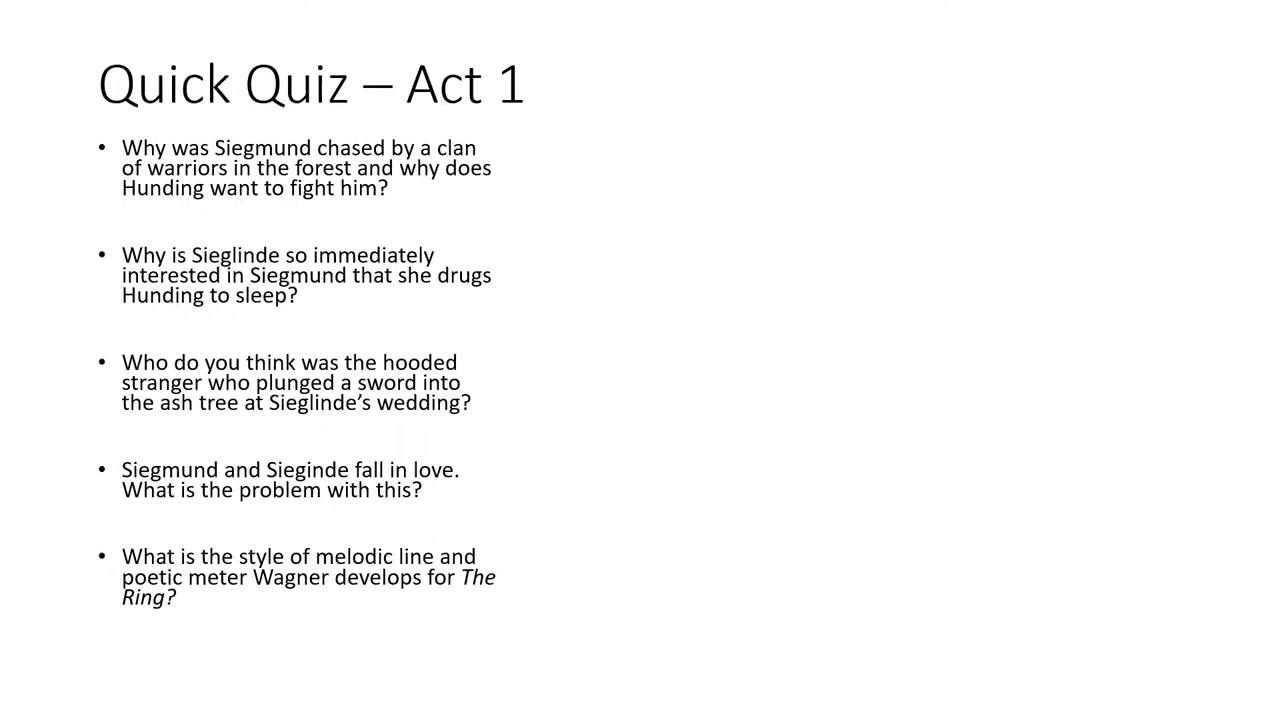 Quick Quiz – Act 1
• Why was Siegmund chased by a clan
of warriors in the forest and why does
Hunding want to fight him?
• Why is Sieglinde so immediately
interested in Siegmund that she drugs
Hunding to sleep?
• Who do you think was the hooded
stranger who plunged a sword into
the ash tree at Sieglinde’s wedding?
• Siegmund and Sieginde fall in love.
What is the problem with this?
• What is the style of melodic line and
poetic meter Wagner develops for The
Ring?